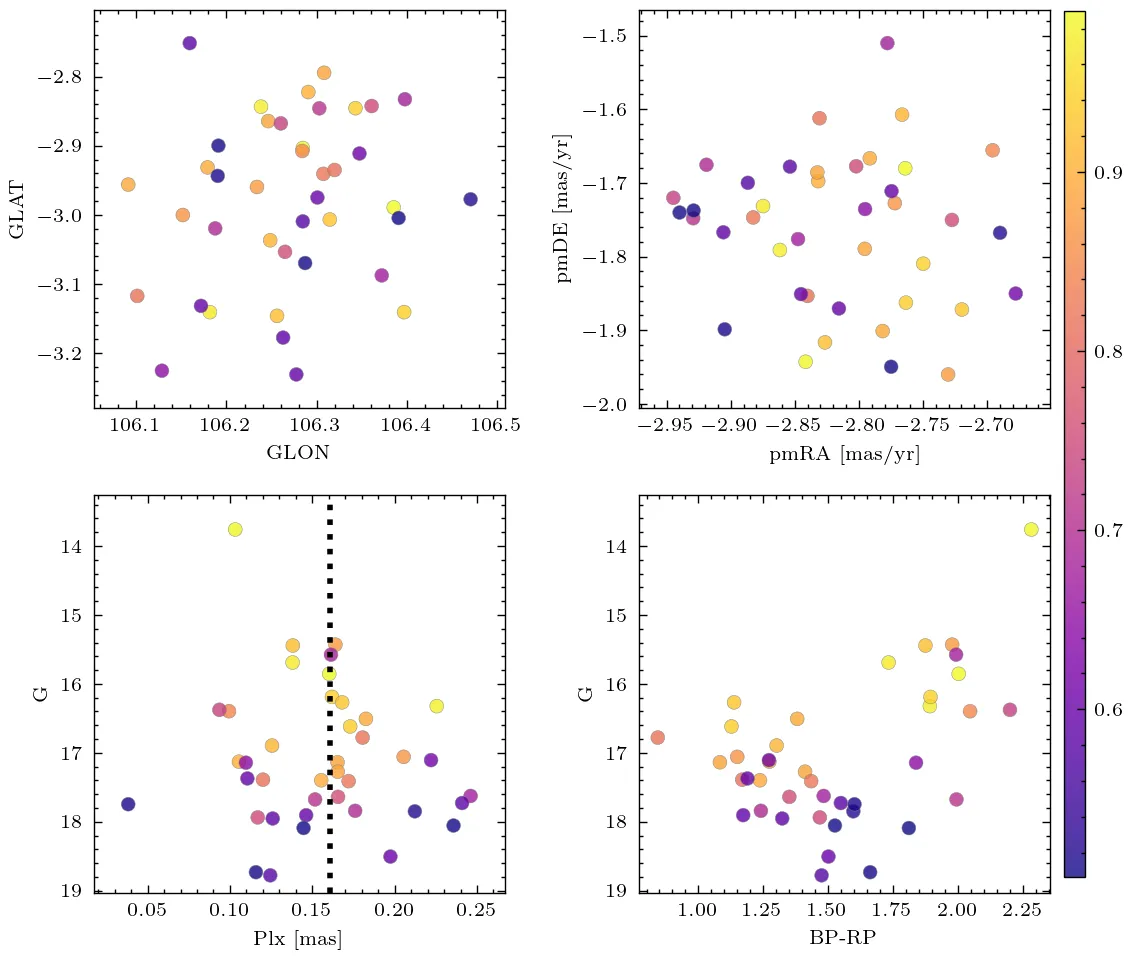 −2.8
−2.9
−3.0
−3.1
−3.2
GLAT
106.1 106.2 106.3 106.4 106.5
GLON
−1.5
−1.6
−1.7
−1.8
−1.9
−2.0
pmDE [mas/yr]
−2.95 −2.90 −2.85 −2.80 −2.75 −2.70
pmRA [mas/yr]
14
15
16
17
18
19
G
0.05 0.10 0.15 0.20 0.25
Plx [mas]
14
15
16
17
18
19
G
1.00 1.25 1.50 1.75 2.00 2.25
BP-RP
0.9
0.8
0.7
0.6